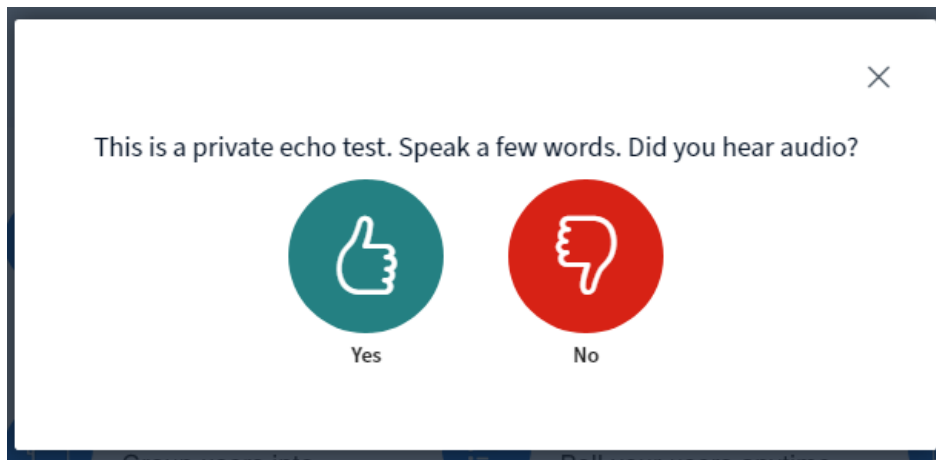 This is a private echo test. Speak a few words. Did you hear audio?
Yes No